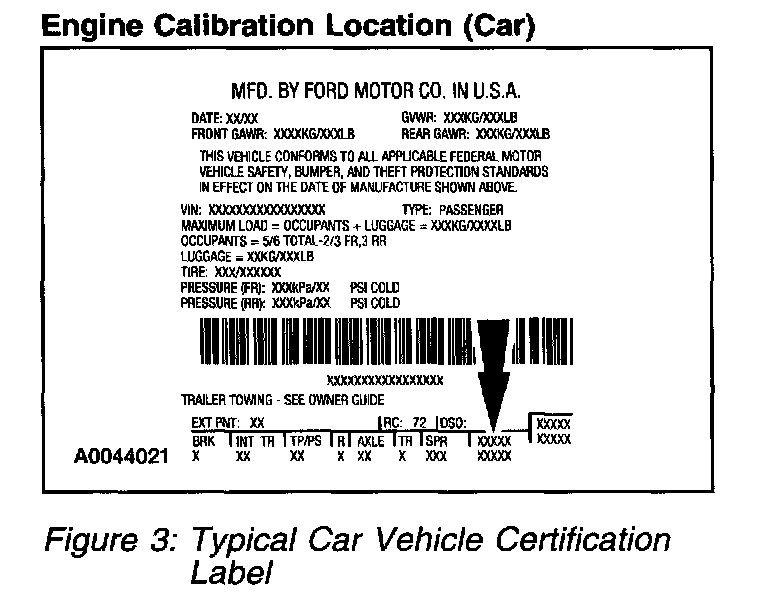 Engine Calibration Location (Car)
MFD. BY FORD MOTOR CO. IN U.S.A.
DATE: XX/XX GVWR: XXXKG/XXXLB
FRONT GAWR: XXXXKG/XXXLB REAR GAWR: XXXKG/XXXLB
THIS VEHICLE CONFORMS TO ALL APPLICABLE FEDERAL MOTOR
VEHICLE SAFETY, BUMPER, AND THEFT PROTECTION STANDARDS
IN EFFECT ON THE DATE OF MANUFACTURE SHOWN ABOVE.
VIN: XXXXXXXXXXXXXXXXX TYPE: PASSENGER
MAXIMUM LOAD = OCCUPANTS + LUGGAGE = XXXKG/XXXXLB
OCCUPANTS = 5/6 TOTAL-2/3 FR,3 RR
LUGGAGE = XXKG/XXXLB
TIRE: XXX/XXXXXX
PRESSURE (FR): XXXkPa/XX PSI COLD
PRESSURE (RR): XXXkPa/XX PSI COLD
XXXXXXXXXXXXXXXXX
TRAILER TOWING - SEE OWNER GUIDE
EXT PNT: XX RC: 72 DSO: XXXXX
BRK INT TR TP/PS R AXLE TR SPR XXXXX XXXXX
X XX XX X XX X XXX XXXXX
A0044021
Figure 3: Typical Car Vehicle Certification
Label